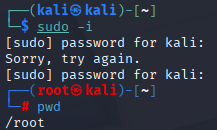 ┌──(kali㉿kali)-[~]
└─$ sudo -i
[sudo] password for kali:
Sorry, try again.
[sudo] password for kali:
┌──(root㉿kali)-[~]
└─# pwd
/root